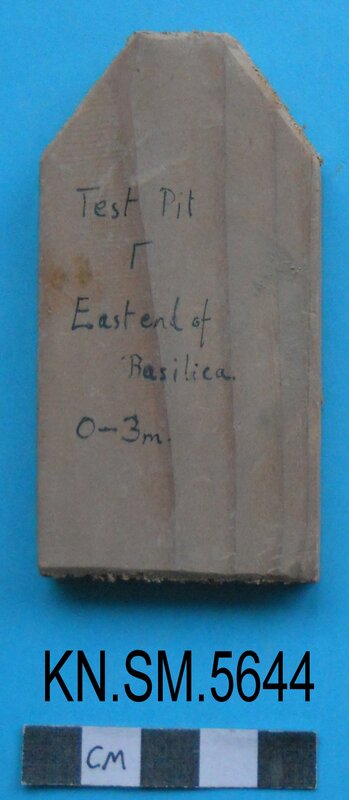 Test Pit
Γ
East end of
Basilica.
0-3m.
KN.SM.5644
CM